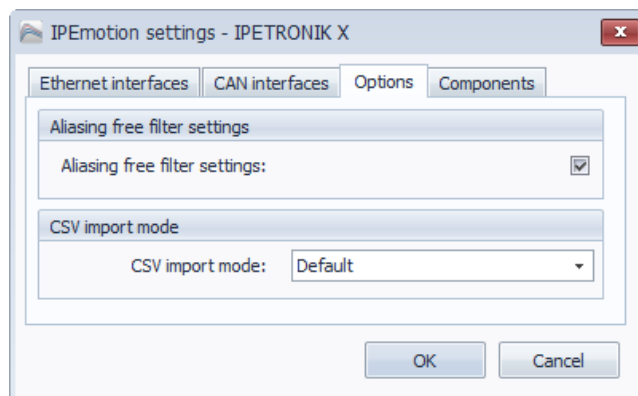 IPEmotion settings - IPETRONIK X
Ethernet interfaces CAN interfaces Options Components
Aliasing free filter settings
Aliasing free filter settings:
CSV import mode
CSV import mode: Default
OK Cancel